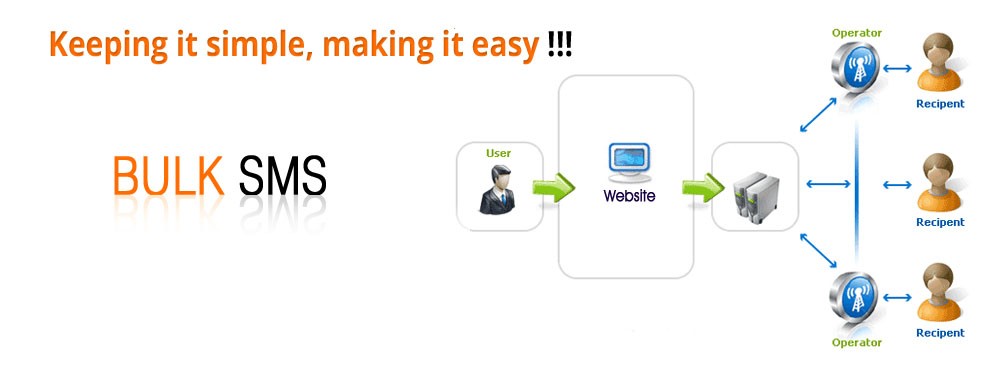 Keeping it simple, making it easy !!!
BULK SMS
User
Website
Operator
Recipent
Recipent
Operator
Recipent